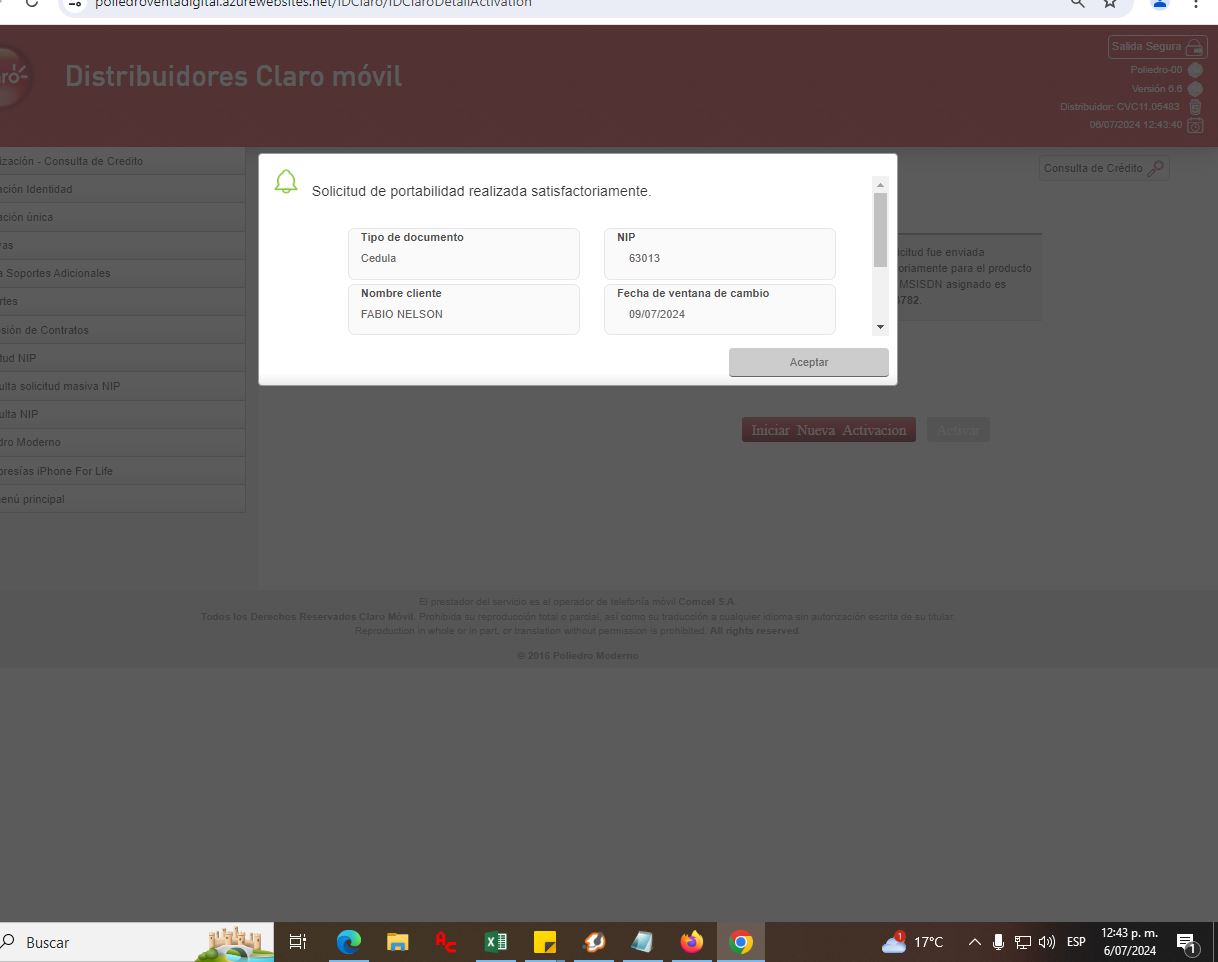 poliedroventadigital.azurewebsites.net/IDClaro/IDClaroDetailActivation
Distribuidores Claro móvil
Salida Segura
Poliedro-00
Versión 6.6
Distribuidor: CVC11.05483
06/07/2024 12:43:40
ización - Consulta de Credito
ación Identidad
ación única
vas
a Soportes Adicionales
rtes
sión de Contratos
tud NIP
ulta solicitud masiva NIP
ulta NIP
dro Moderno
presías iPhone For Life
enú principal
Consulta de Crédito
Solicitud de portabilidad realizada satisfactoriamente.
Tipo de documento
Cedula
NIP
63013
Nombre cliente
FABIO NELSON
Fecha de ventana de cambio
09/07/2024
Aceptar
icitud fue enviada
oriamente para el producto
MSISDN asignado es
782.
Iniciar Nueva Activacion
Activar
El prestador del servicio es el operador de telefonía móvil Comcel S.A.
Todos los Derechos Reservados Claro Móvil. Prohibida su reproducción total o parcial, así como su traducción a cualquier idioma sin autorización escrita de su titular.
Reproduction in whole or in part, or translation without permission is prohibited. All rights reserved.
© 2016 Poliedro Moderno
Buscar
1
17°C
ESP
12:43 p. m.
6/07/2024
1